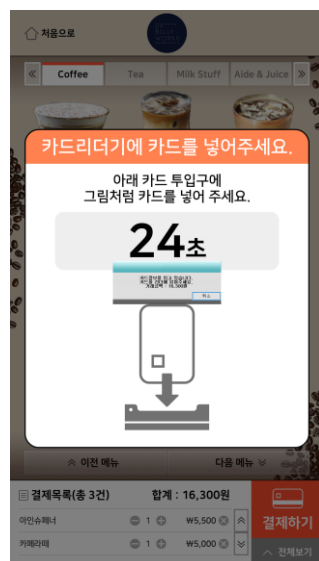 처음으로
Coffee
Tea
Milk Stuff
Aide & Juice
카드리더기에 카드를 넣어주세요.
아래 카드 투입구에
그림처럼 카드를 넣어 주세요.
24초
취소
이전 메뉴
다음 메뉴
결제목록(총 3건)
합계 : 16,300원
아인슈페너
1
₩5,500
카페라떼
1
₩5,000
결제하기
전체보기